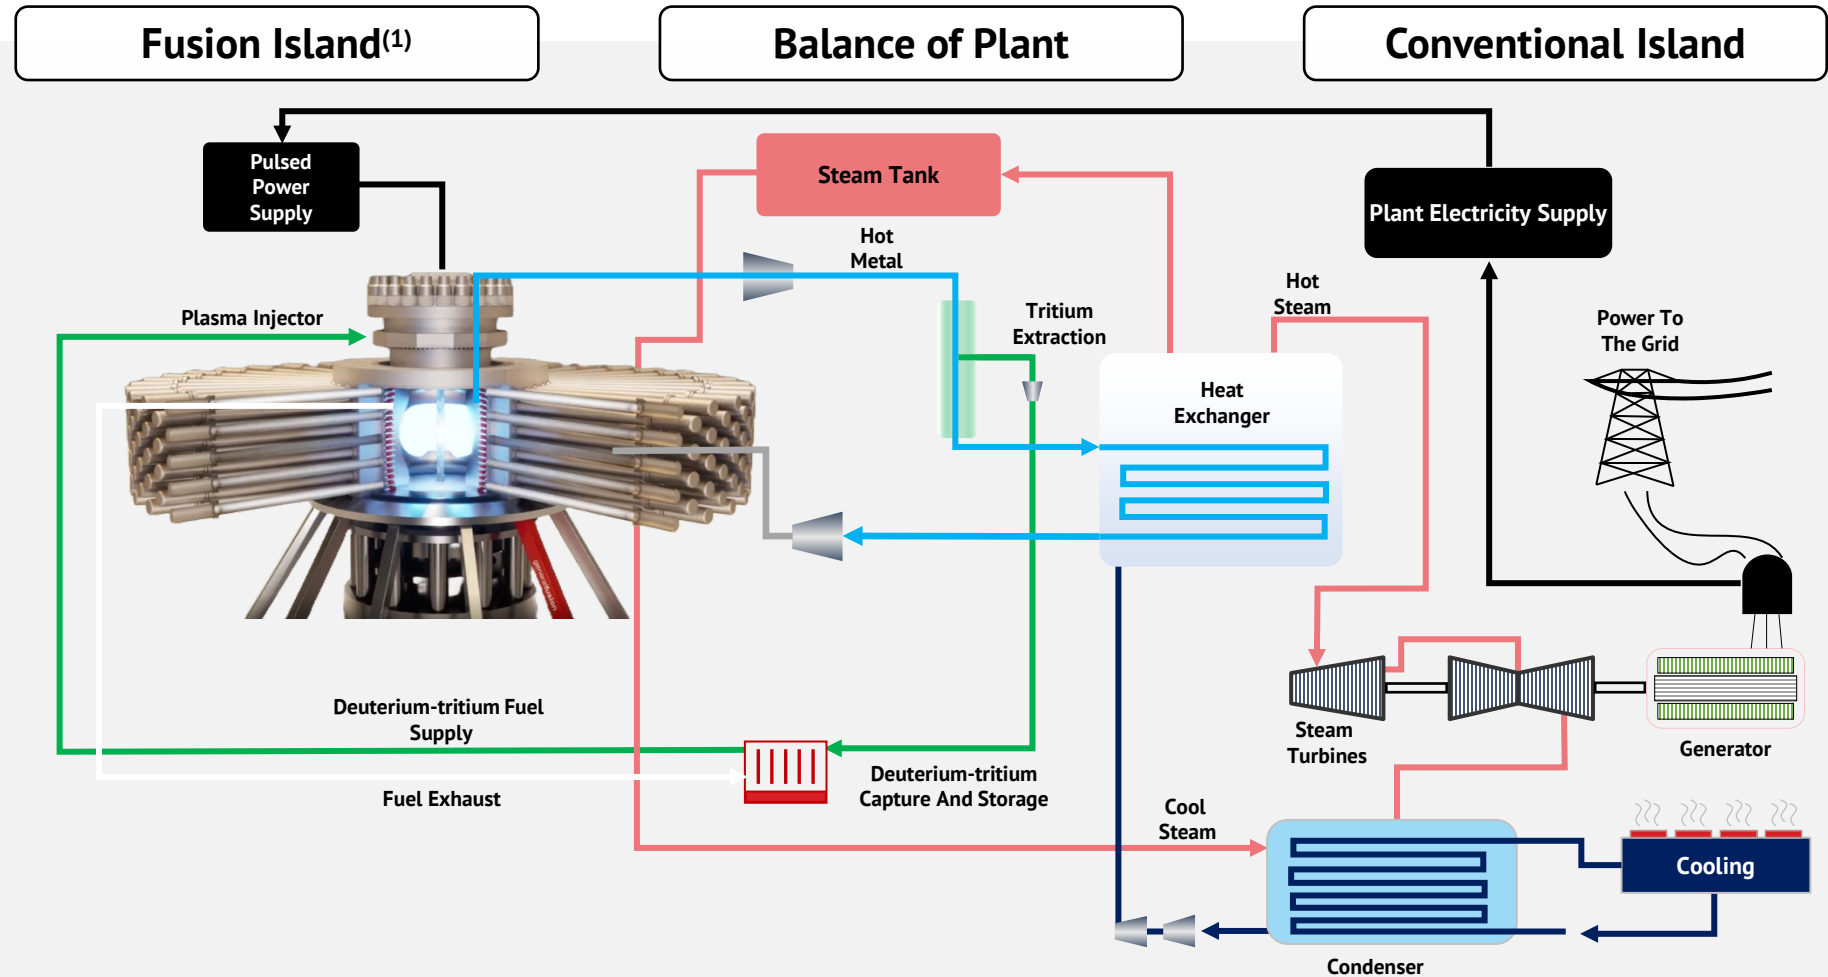 Fusion Island(1)
Balance of Plant
Conventional Island
Pulsed
Power
Supply
Steam Tank
Plant Electricity Supply
Hot
Metal
Hot
Steam
Plasma Injector
Tritium
Extraction
Power To
The Grid
Heat
Exchanger
generalfusion
Deuterium-tritium Fuel
Supply
Steam
Turbines
Generator
Fuel Exhaust
Deuterium-tritium
Capture And Storage
Cool
Steam
Cooling
Condenser